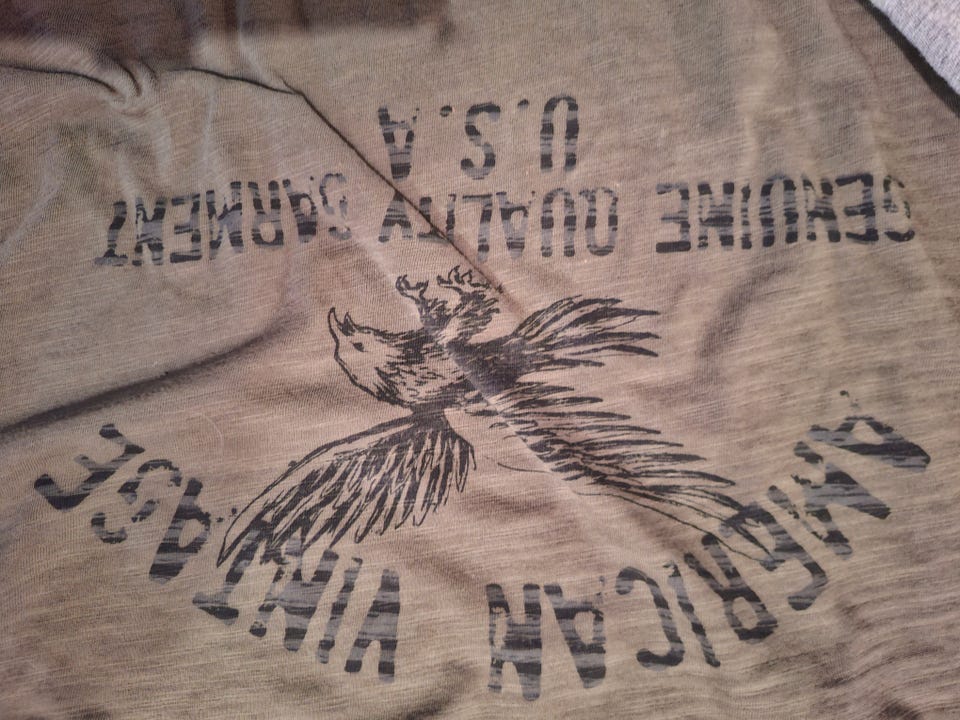 AMERICAN VINTAGE
GENUINE QUALITY GARMENT
U.S.A